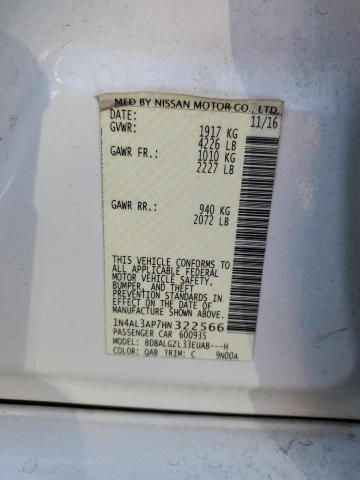 MFD BY NISSAN MOTOR CO., LTD.
DATE: 11/16
GVWR: 1917 KG
4226 LB
GAWR FR.: 1010 KG
2227 LB
GAWR RR.: 940 KG
2072 LB
THIS VEHICLE CONFORMS TO
ALL APPLICABLE FEDERAL
MOTOR VEHICLE SAFETY,
BUMPER, AND THEFT
PREVENTION STANDARDS IN
EFFECT ON THE DATE OF
MANUFACTURE SHOWN ABOVE.
1N4AL3AP7HN322566
PASSENGER CAR 600935
MODEL: BDBALGZL33EUAB---H
COLOR: QAB TRIM: C 9N00A